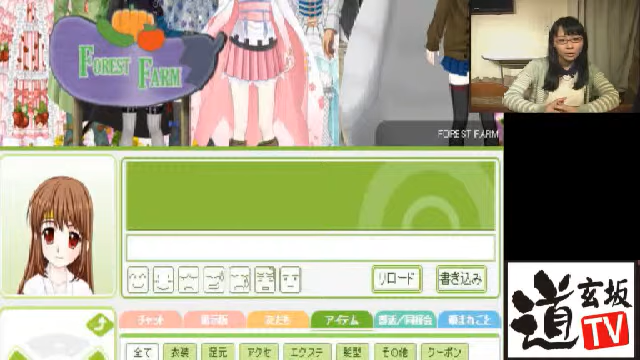 FOREST FARM
FOREST FARM
リロード
書き込み
チャット
掲示板
友だち
アイテム
部活/同好会
頼まれごと
全て
衣装
足元
アクセ
エクステ
髪型
その他
クーポン
道玄坂
TV